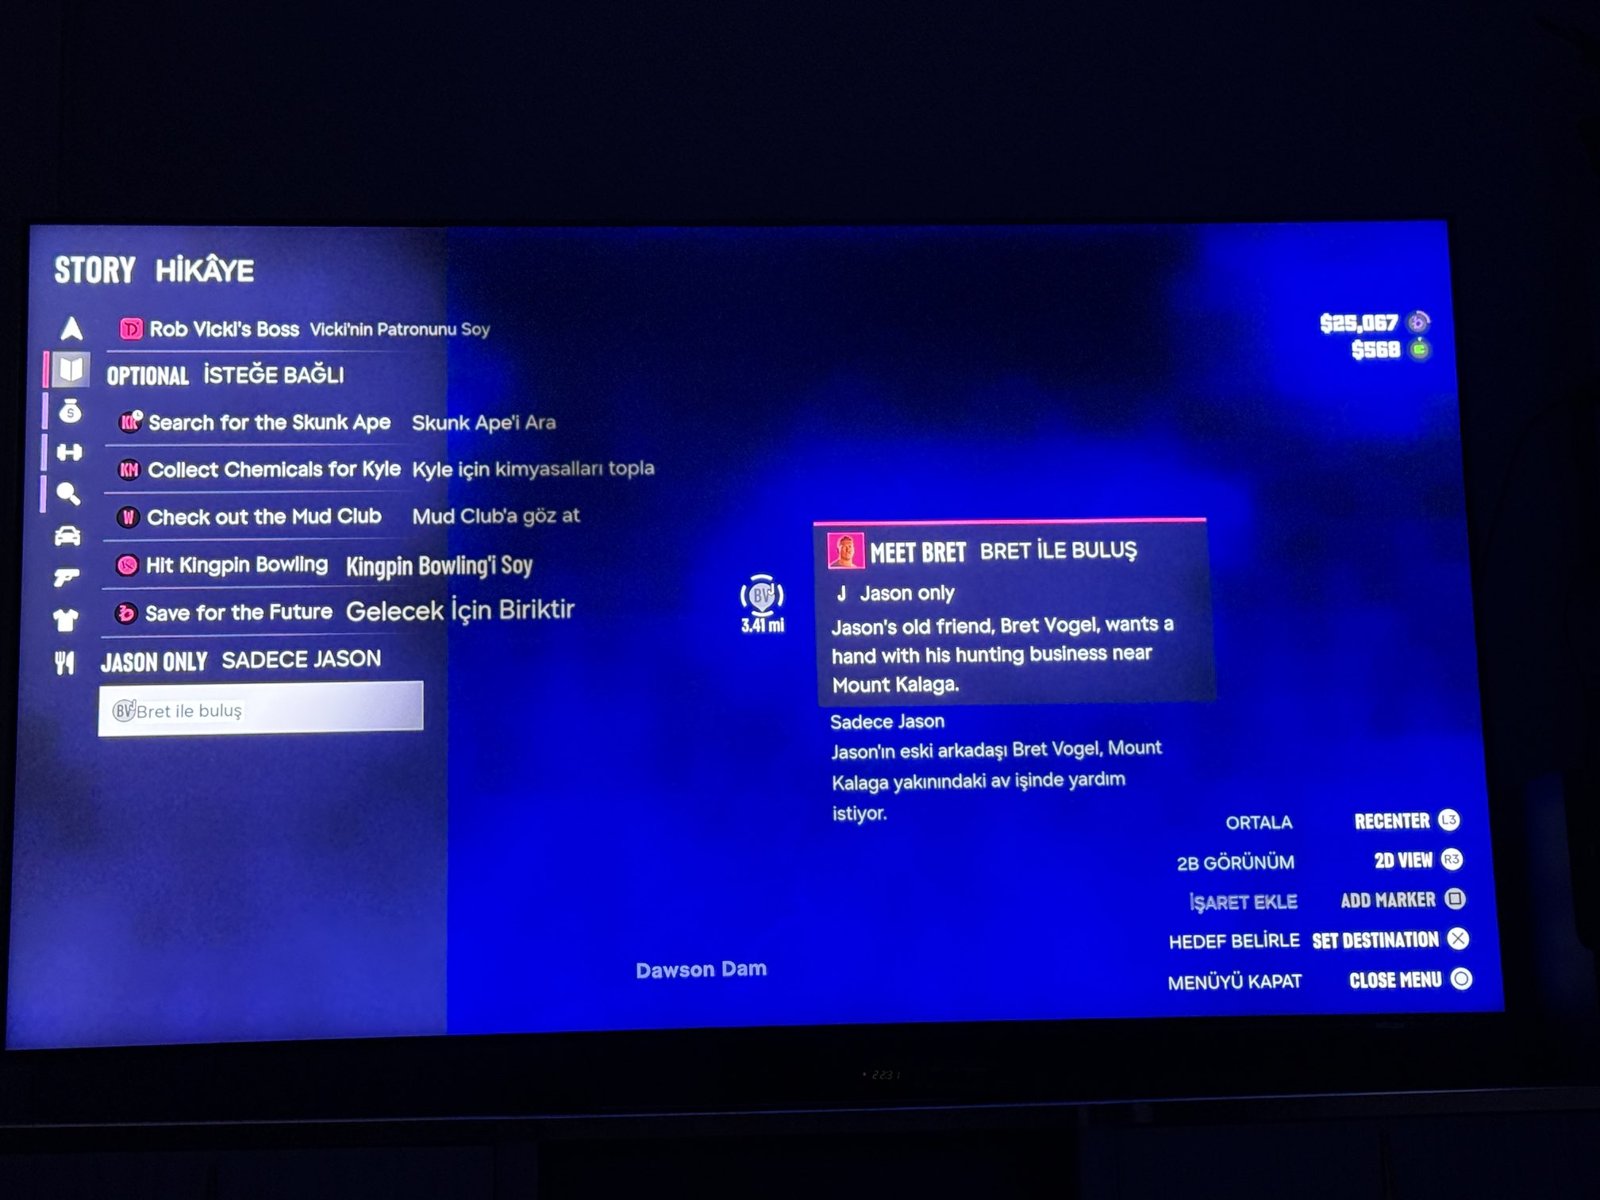 STORY HİKÂYE
Rob Vicki's Boss Vicki'nin Patronunu Soy
OPTIONAL İSTEĞE BAĞLI
Search for the Skunk Ape Skunk Ape'i Ara
Collect Chemicals for Kyle Kyle için kimyasalları topla
Check out the Mud Club Mud Club'a göz at
Hit Kingpin Bowling Kingpin Bowling'i Soy
Save for the Future Gelecek İçin Biriktir
JASON ONLY SADECE JASON
BV Bret ile buluş
$25,067
$568
BV
3.41 mi
MEET BRET BRET İLE BULUŞ
J Jason only
Jason's old friend, Bret Vogel, wants a
hand with his hunting business near
Mount Kalaga.
Sadece Jason
Jason'ın eski arkadaşı Bret Vogel, Mount
Kalaga yakınındaki av işinde yardım
istiyor.
ORTALA RECENTER L3
2B GÖRÜNÜM 2D VIEW R3
İŞARET EKLE ADD MARKER
HEDEF BELİRLE SET DESTINATION
MENÜYÜ KAPAT CLOSE MENU
Dawson Dam